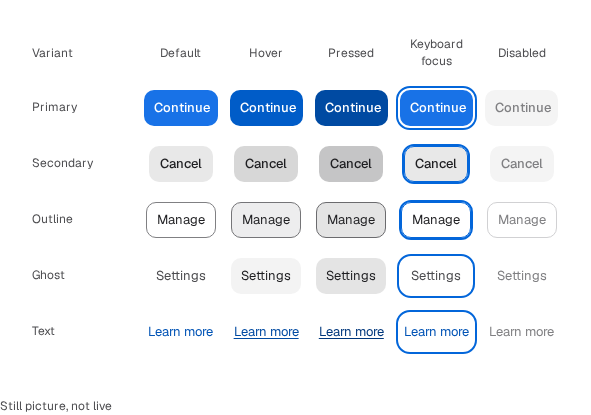 Variant Default Hover Pressed Keyboard focus Disabled
Primary Continue Continue Continue Continue Continue
Secondary Cancel Cancel Cancel Cancel Cancel
Outline Manage Manage Manage Manage Manage
Ghost Settings Settings Settings Settings Settings
Text Learn more Learn more Learn more Learn more Learn more
Still picture, not live